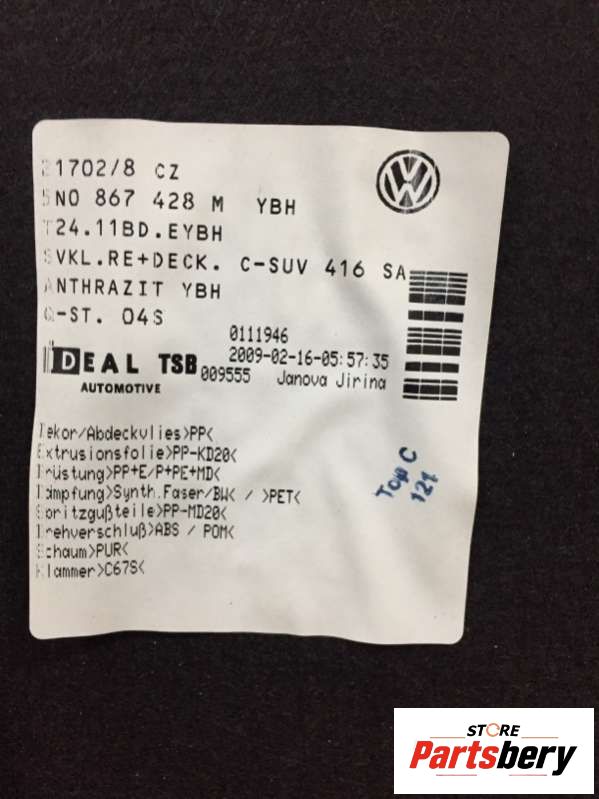 21702/8 CZ
5N0 867 428 M YBH
T24.11BD.EYBH
SVKL.RE+DECK. C-SUV 416 SA
ANTHRAZIT YBH
Q-ST. 04S
0111946
IDEAL TSB 2009-02-16-05:57:35
AUTOMOTIVE 009555 Janova Jirina
Dekor/Abdeckvlies>PP<
Extrusionsfolie>PP-KD20<
Brüstung>PP+E/P+PE+MD<
Dämpfung>Synth.Faser/BW< / >PET<
Spritzgußteile>PP-MD20<
Drehverschluß>ABS / POM<
Schaum>PUR<
Klammer>C67S<
Top C
121
STORE
Partsbery